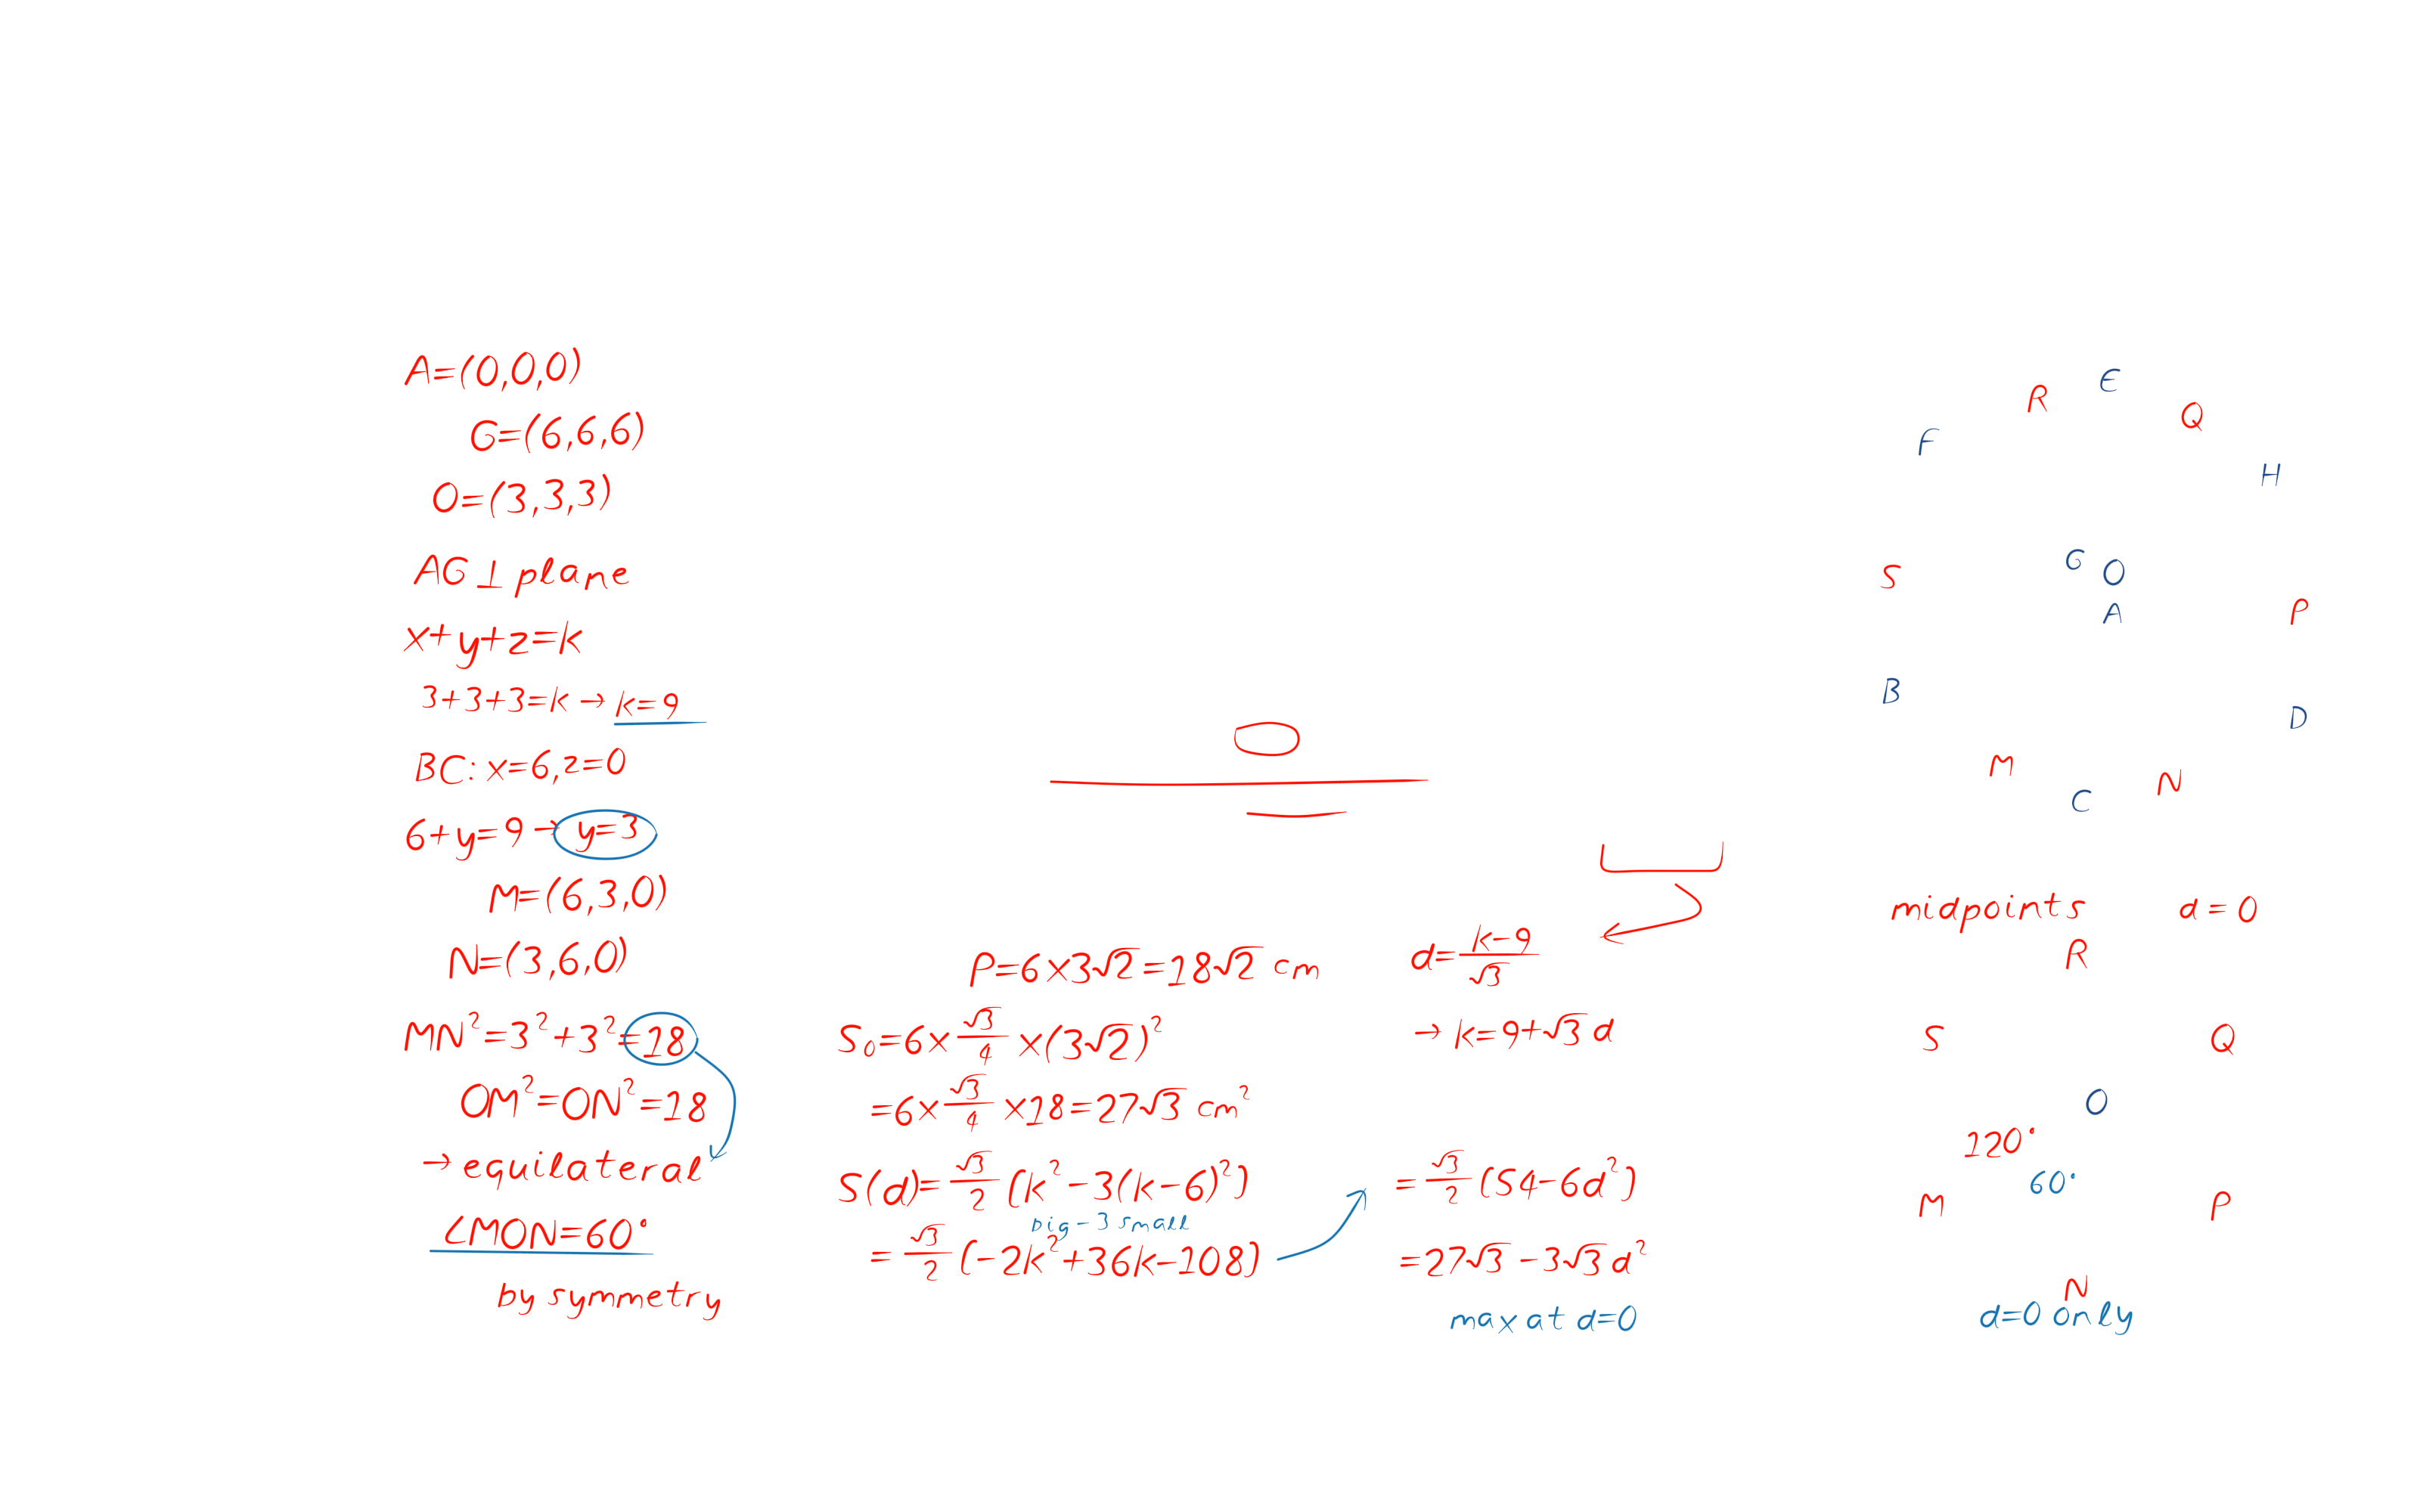 A=(0,0,0)
G=(6,6,6)
O=(3,3,3)
AG⊥plane
x+y+z=k
3+3+3=k→k=9
BC: x=6,z=0
6+y=9→y=3
M=(6,3,0)
N=(3,6,0)
MN²=3²+3²=18
OM²=ON²=18
→equilateral
∠MON=60°
by symmetry
P=6×3√2=18√2 cm
S₀=6×√3/4×(3√2)²
=6×√3/4×18=27√3 cm²
S(d)=√3/2(k²-3(k-6)²)
big-3 small
=√3/2(-2k²+36k-108)
d=(k-9)/√3
→k=9+√3d
=√3/2(54-6d²)
=27√3-3√3d²
max at d=0
E
R
Q
F
H
G
O
S
A
P
B
D
M
N
C
midpoints
d=0
R
S
Q
O
120°
60°
M
P
N
d=0 only